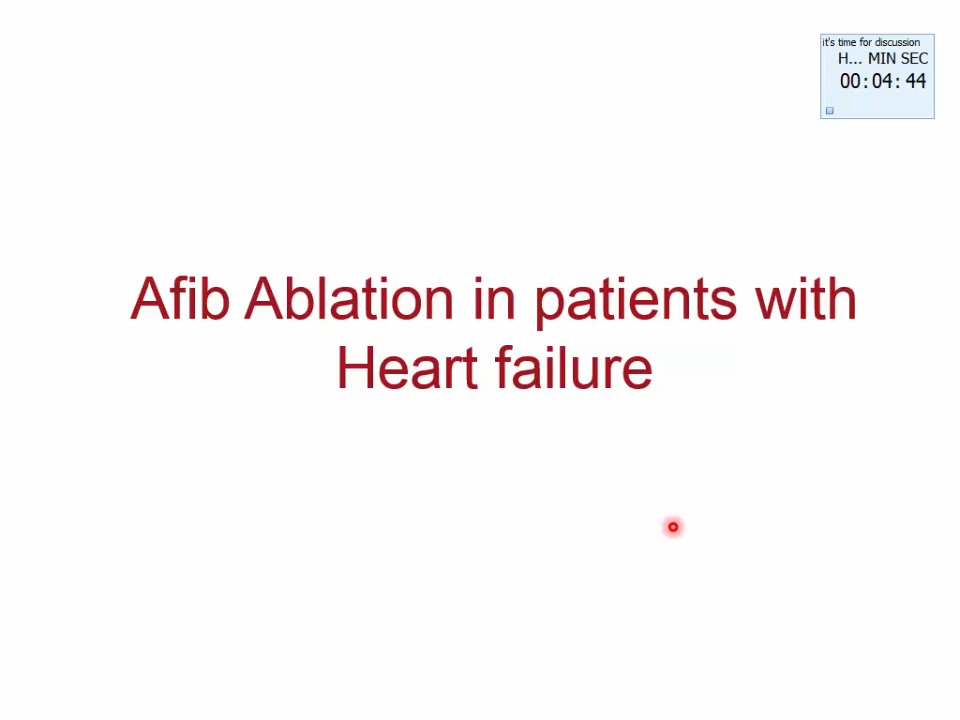 it's time for discussion
H... MIN SEC
00:04:44
Afib Ablation in patients with
Heart failure